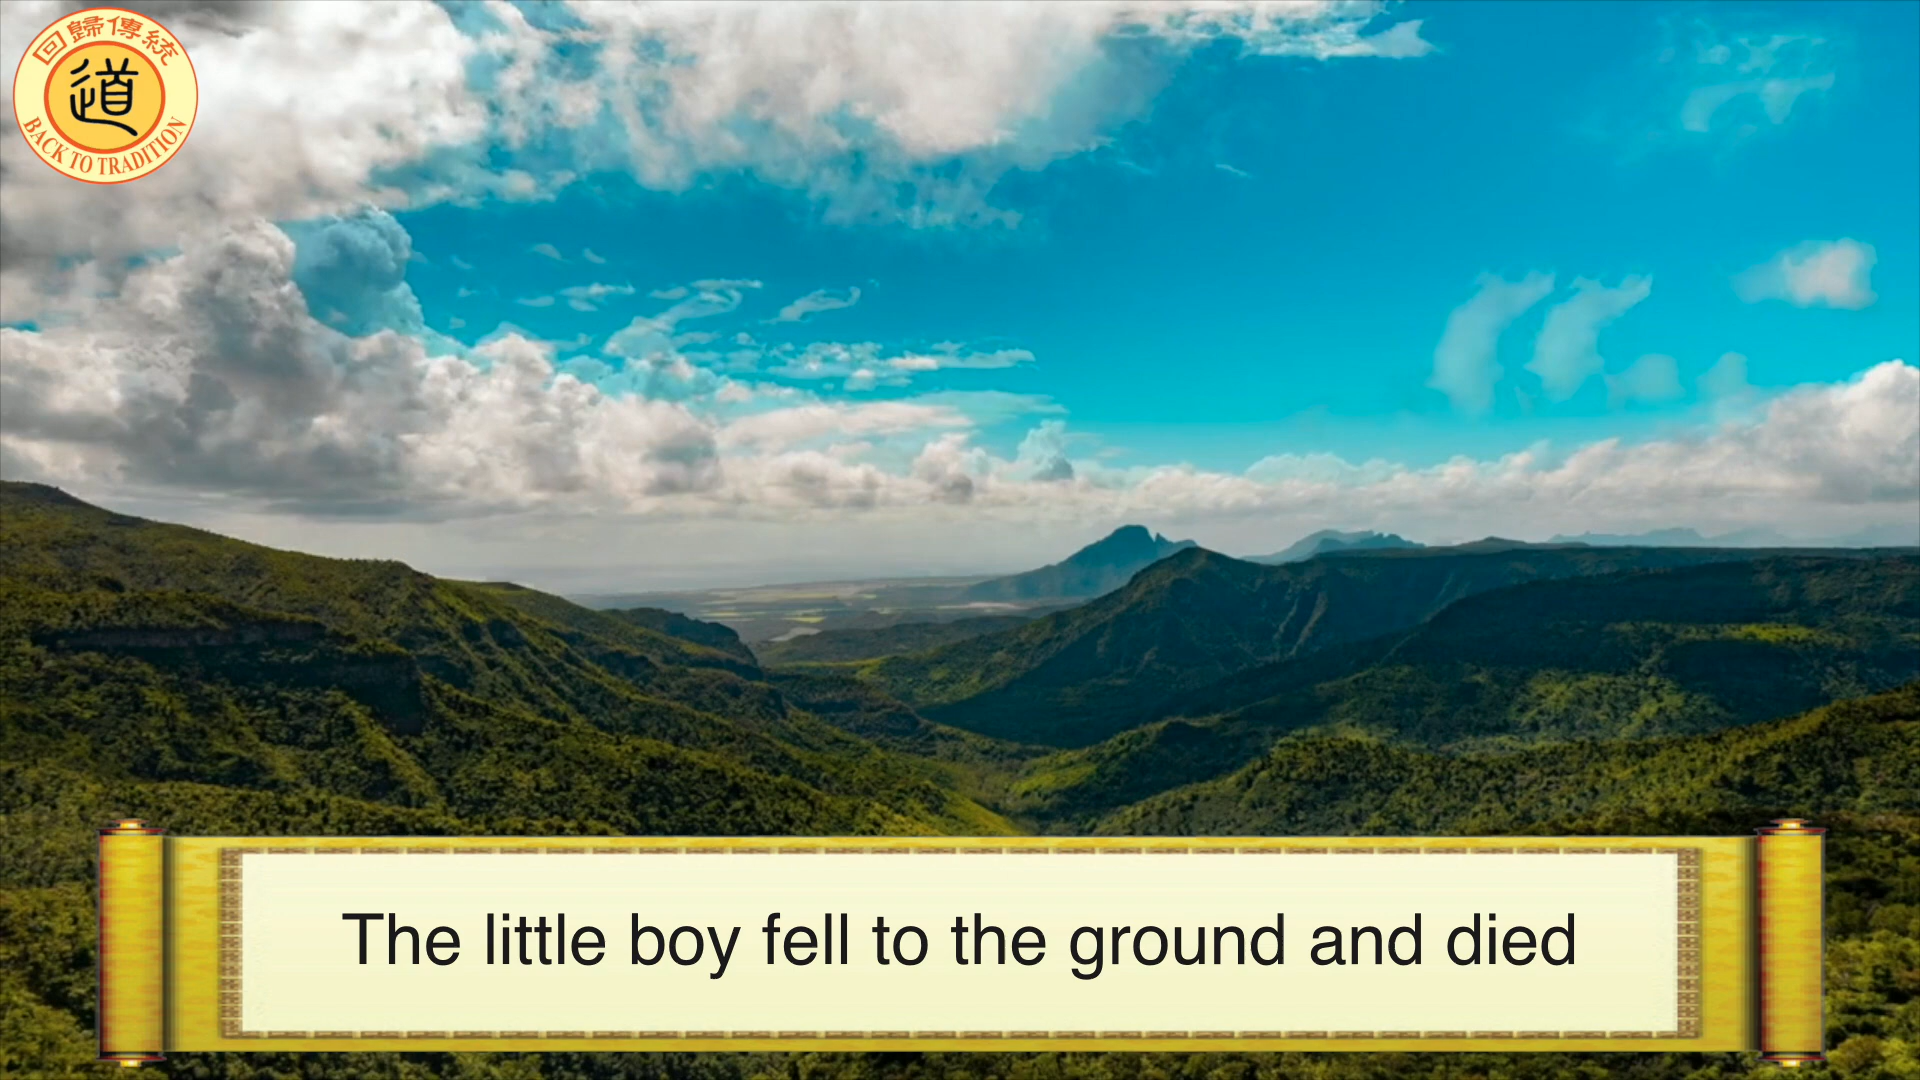 回歸傳統
道
BACK TO TRADITION
The little boy fell to the ground and died